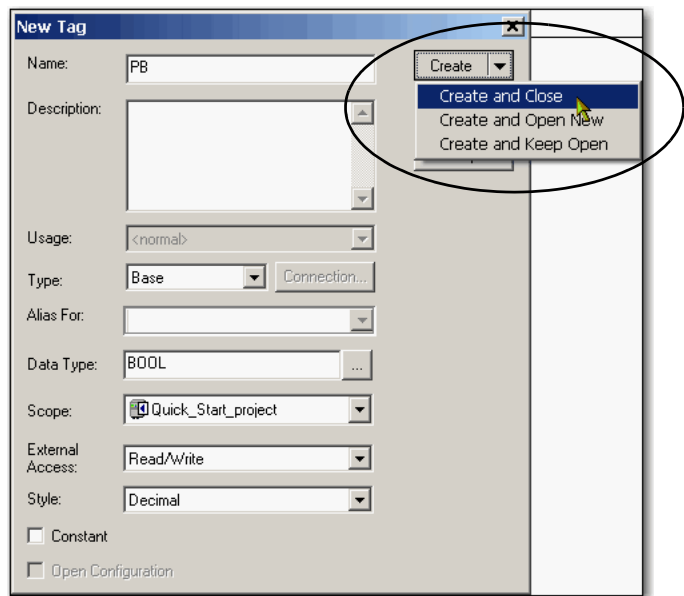 New Tag
Name:
PB
Create
Create and Close
Create and Open New
Create and Keep Open
Description:
Usage:
<normal>
Type:
Base
Connection...
Alias For:
Data Type:
BOOL
...
Scope:
Quick_Start_project
External
Access:
Read/Write
Style:
Decimal
Constant
Open Configuration